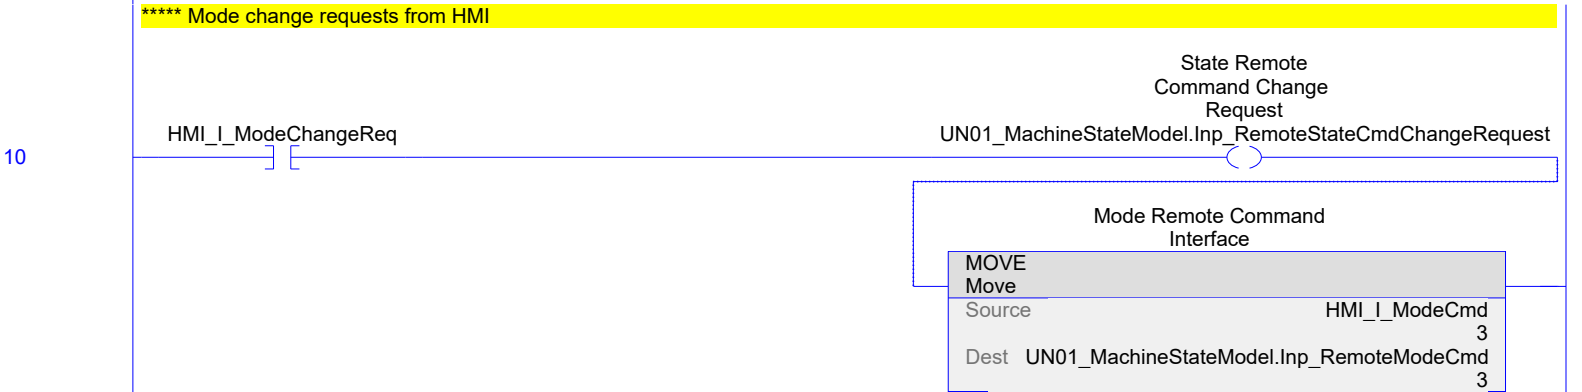 ***** Mode change requests from HMI
State Remote
Command Change
Request
HMI_I_ModeChangeReq
UN01_MachineStateModel.Inp_RemoteStateCmdChangeRequest
10
Mode Remote Command
Interface
MOVE
Move
Source HMI_I_ModeCmd
3
Dest UN01_MachineStateModel.Inp_RemoteModeCmd
3